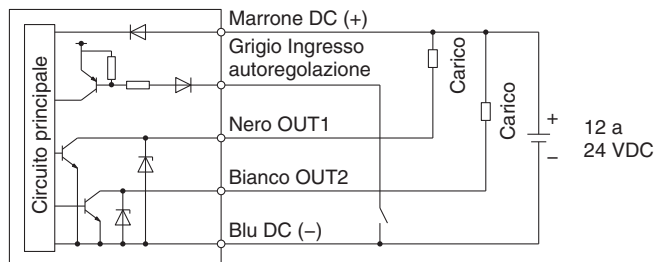 Marrone DC (+)
Grigio Ingresso
autoregolazione
Carico
Carico
Circuito principale
Nero OUT1
+
12 a
24 VDC
−
Bianco OUT2
Blu DC (−)